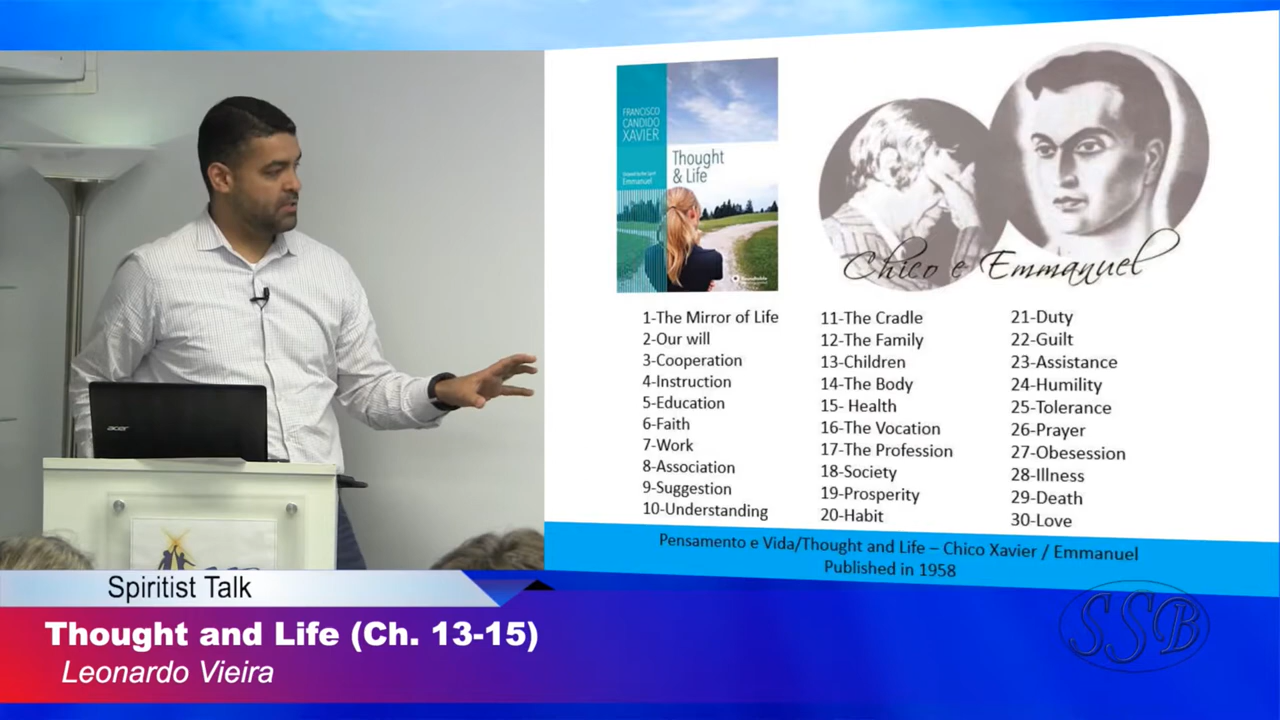 FRANCISCO
CANDIDO
XAVIER
Thought
& Life
Emmanuel
Chico e Emmanuel
1-The Mirror of Life
2-Our will
3-Cooperation
4-Instruction
5-Education
6-Faith
7-Work
8-Association
9-Suggestion
10-Understanding
11-The Cradle
12-The Family
13-Children
14-The Body
15- Health
16-The Vocation
17-The Profession
18-Society
19-Prosperity
20-Habit
21-Duty
22-Guilt
23-Assistance
24-Humility
25-Tolerance
26-Prayer
27-Obesession
28-Illness
29-Death
30-Love
Pensamento e Vida/Thought and Life – Chico Xavier / Emmanuel
Published in 1958
acer
Spiritist Talk
Thought and Life (Ch. 13-15)
Leonardo Vieira
SSB